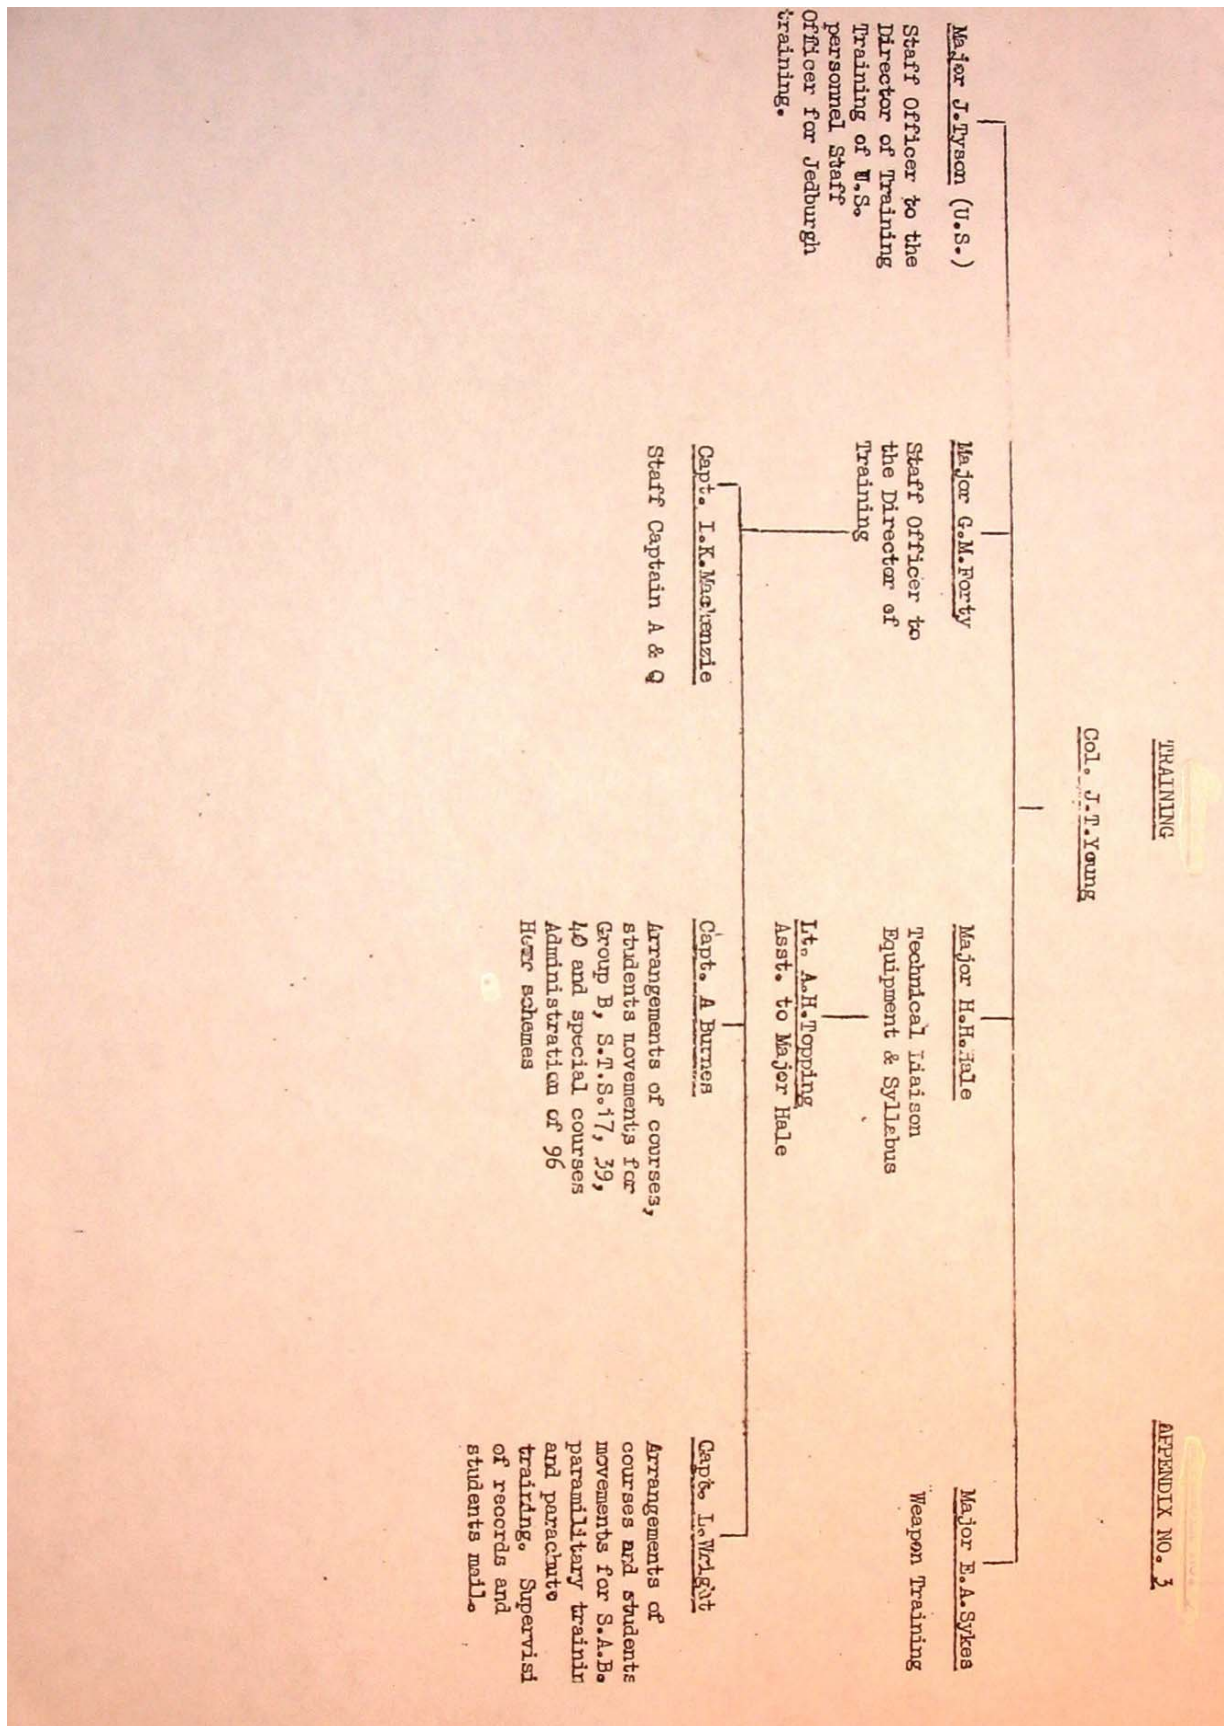 APPENDIX NO. 3
TRAINING
Col. J.T.Young
Major J.Tyson (U.S.)
Staff Officer to the
Director of Training
Training of U.S.
personnel Staff
Officer for Jedburgh
training.
Major G.M.Forty
Staff Officer to
the Director of
Training
Major H.H.Hale
Technical Liaison
Equipment & Syllabus
Lt. A.H.Topping
Asst. to Major Hale
Major E.A.Sykes
Weapon Training
Capt. I.K.Mackenzie
Staff Captain A & Q
Capt. A Burnes
Arrangements of courses,
students movements for
Group B, S.T.S.17, 39,
40 and special courses
Administration of 96
Hour schemes
Capt. L.Wright
Arrangements of
courses and students
movements for S.A.B.
paramilitary trainin
and parachute
training. Supervisi
of records and
students mail.